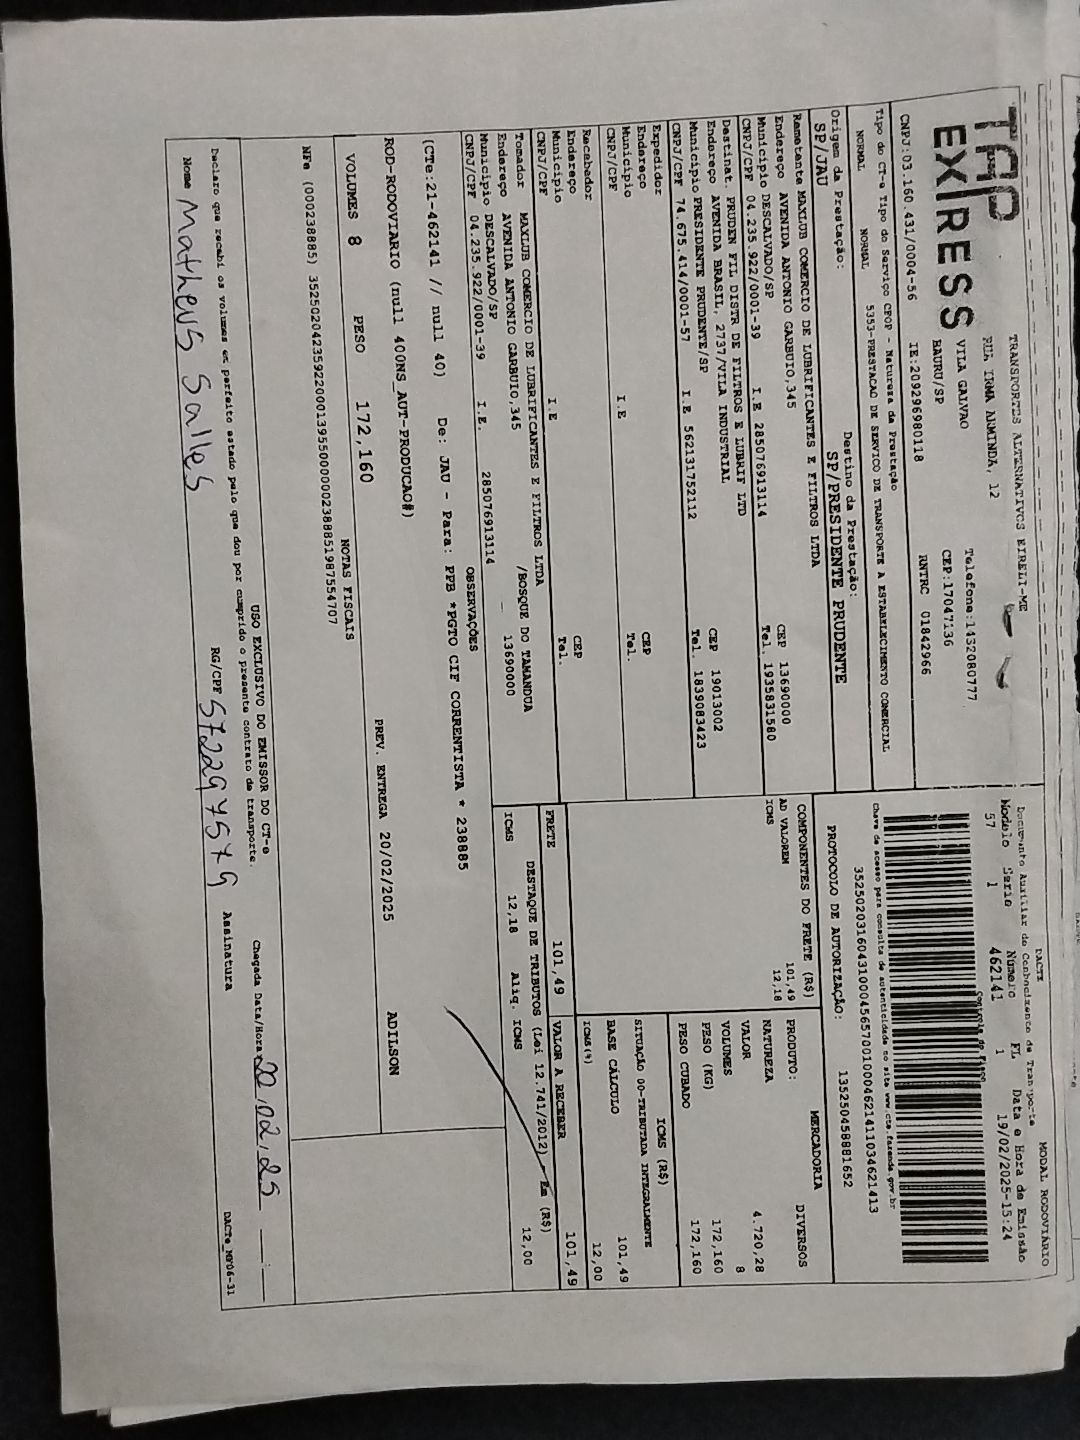 TAP
EX|RESS
TRANSPORTES ALTERNATIVOS EIRELI-ME
RUA IRMA ARMINDA, 12
VILA GALVAO
BAURU/SP
Telefone:1432080777
CEP:17047136
CNPJ:03.160.431/0004-56 IE:209296980118 RNTRC 01842966
DACTE MODAL RODOVIÁRIO
Documento Auxiliar do Conhecimento de Transporte
Modelo Serie Número FL Data e Hora de Emissão
57 1 462141 1 19/02/2025-15:24
Controle do Fisco
Chave de acesso para consulta de autenticidade no site www.cte.fazenda.gov.br
PROTOCOLO DE AUTORIZAÇÃO: 135250458881652
Tipo do CT-e Tipo do Serviço CFOP - Natureza da Prestação
NORMAL NORMAL 5353-PRESTACAO DE SERVICO DE TRANSPORTE A ESTABELECIMENTO COMERCIAL
Origem da Prestação: Destino da Prestação:
SP/JAU SP/PRESIDENTE PRUDENTE
Remetente MAXLUB COMERCIO DE LUBRIFICANTES E FILTROS LTDA
Endereço AVENIDA ANTONIO GARBUIO,345 CEP 13690000
Município DESCALVADO/SP Tel. 1935831580
CNPJ/CPF 04.235.922/0001-39 I.E 285076913114
Destinat. PRUDEN FIL DISTR DE FILTROS E LUBRIF LTD
Endereço AVENIDA BRASIL, 2737/VILA INDUSTRIAL CEP 19013002
Município PRESIDENTE PRUDENTE/SP Tel. 1839083423
CNPJ/CPF 74.675.414/0001-57 I.E 562131752112
Expedidor
Endereço CEP
Município Tel.
CNPJ/CPF I.E
Recebador
Endereço CEP
Município Tel.
CNPJ/CPF I.E
Tomador MAXLUB COMERCIO DE LUBRIFICANTES E FILTROS LTDA
Endereço AVENIDA ANTONIO GARBUIO,345 /BOSQUE DO TAMANDUA
Município DESCALVADO/SP 13690000
CNPJ/CPF 04.235.922/0001-39 I.E. 285076913114
COMPONENTES DO FRETE (R$)
AD VALOREM 101,49
ICMS 12,18
MERCADORIA
PRODUTO: DIVERSOS
NATUREZA
VALOR 4.720,28
VOLUMES 8
PESO (KG) 172,160
PESO CUBADO 172,160
ICMS (R$)
SITUAÇÃO 00-TRIBUTADA INTEGRALMENTE
BASE CÁLCULO 101,49
ICMS(%) 12,00
FRETE 101,49 VALOR A RECEBER 101,49
DESTAQUE DE TRIBUTOS (Lei 12.741/2012) - Em (R$)
ICMS 12,18 Aliq. ICMS 12,00
OBSERVAÇÕES
(CTe:21-462141 // null 40) De: JAU - Para: PPB *PGTO CIF CORRENTISTA * 238885
ROD-RODOVIARIO (null 400NS_AUT-PRODUCAO#)
PREV. ENTREGA 20/02/2025 ADILSON
VOLUMES 8 PESO 172,160
NOTAS FISCAIS
USO EXCLUSIVO DO EMISSOR DO CT-e
Declaro que recebi os volumes em perfeito estado pelo que dou por cumprido o presente contrato de transporte.
Chegada Data/Hora 20.02.25
Nome Matheus Salles RG/CPF 572297579 Assinatura
DACTe_MP06-31